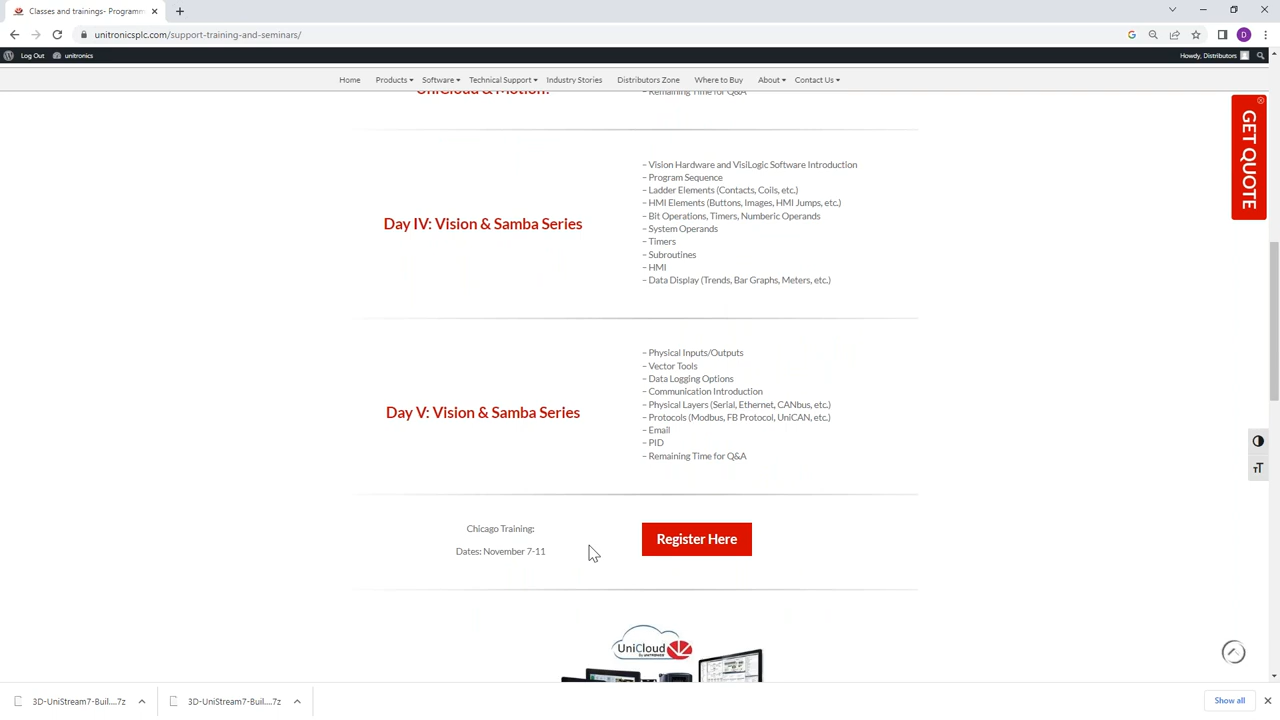 Classes and trainings- Programm
unitronicsplc.com/support-training-and-seminars/
Log Out unitronics Howdy, Distributors
Home Products Software Technical Support Industry Stories Distributors Zone Where to Buy About Contact Us
UniCloud & Motion!
– Remaining Time for Q&A
GET QUOTE
Day IV: Vision & Samba Series
– Vision Hardware and VisiLogic Software Introduction
– Program Sequence
– Ladder Elements (Contacts, Coils, etc.)
– HMI Elements (Buttons, Images, HMI Jumps, etc.)
– Bit Operations, Timers, Numberic Operands
– System Operands
– Timers
– Subroutines
– HMI
– Data Display (Trends, Bar Graphs, Meters, etc.)
Day V: Vision & Samba Series
– Physical Inputs/Outputs
– Vector Tools
– Data Logging Options
– Communication Introduction
– Physical Layers (Serial, Ethernet, CANbus, etc.)
– Protocols (Modbus, FB Protocol, UniCAN, etc.)
– Email
– PID
– Remaining Time for Q&A
Chicago Training:
Dates: November 7-11
Register Here
UniCloud
3D-UniStream7-Buil....7z 3D-UniStream7-Buil....7z Show all